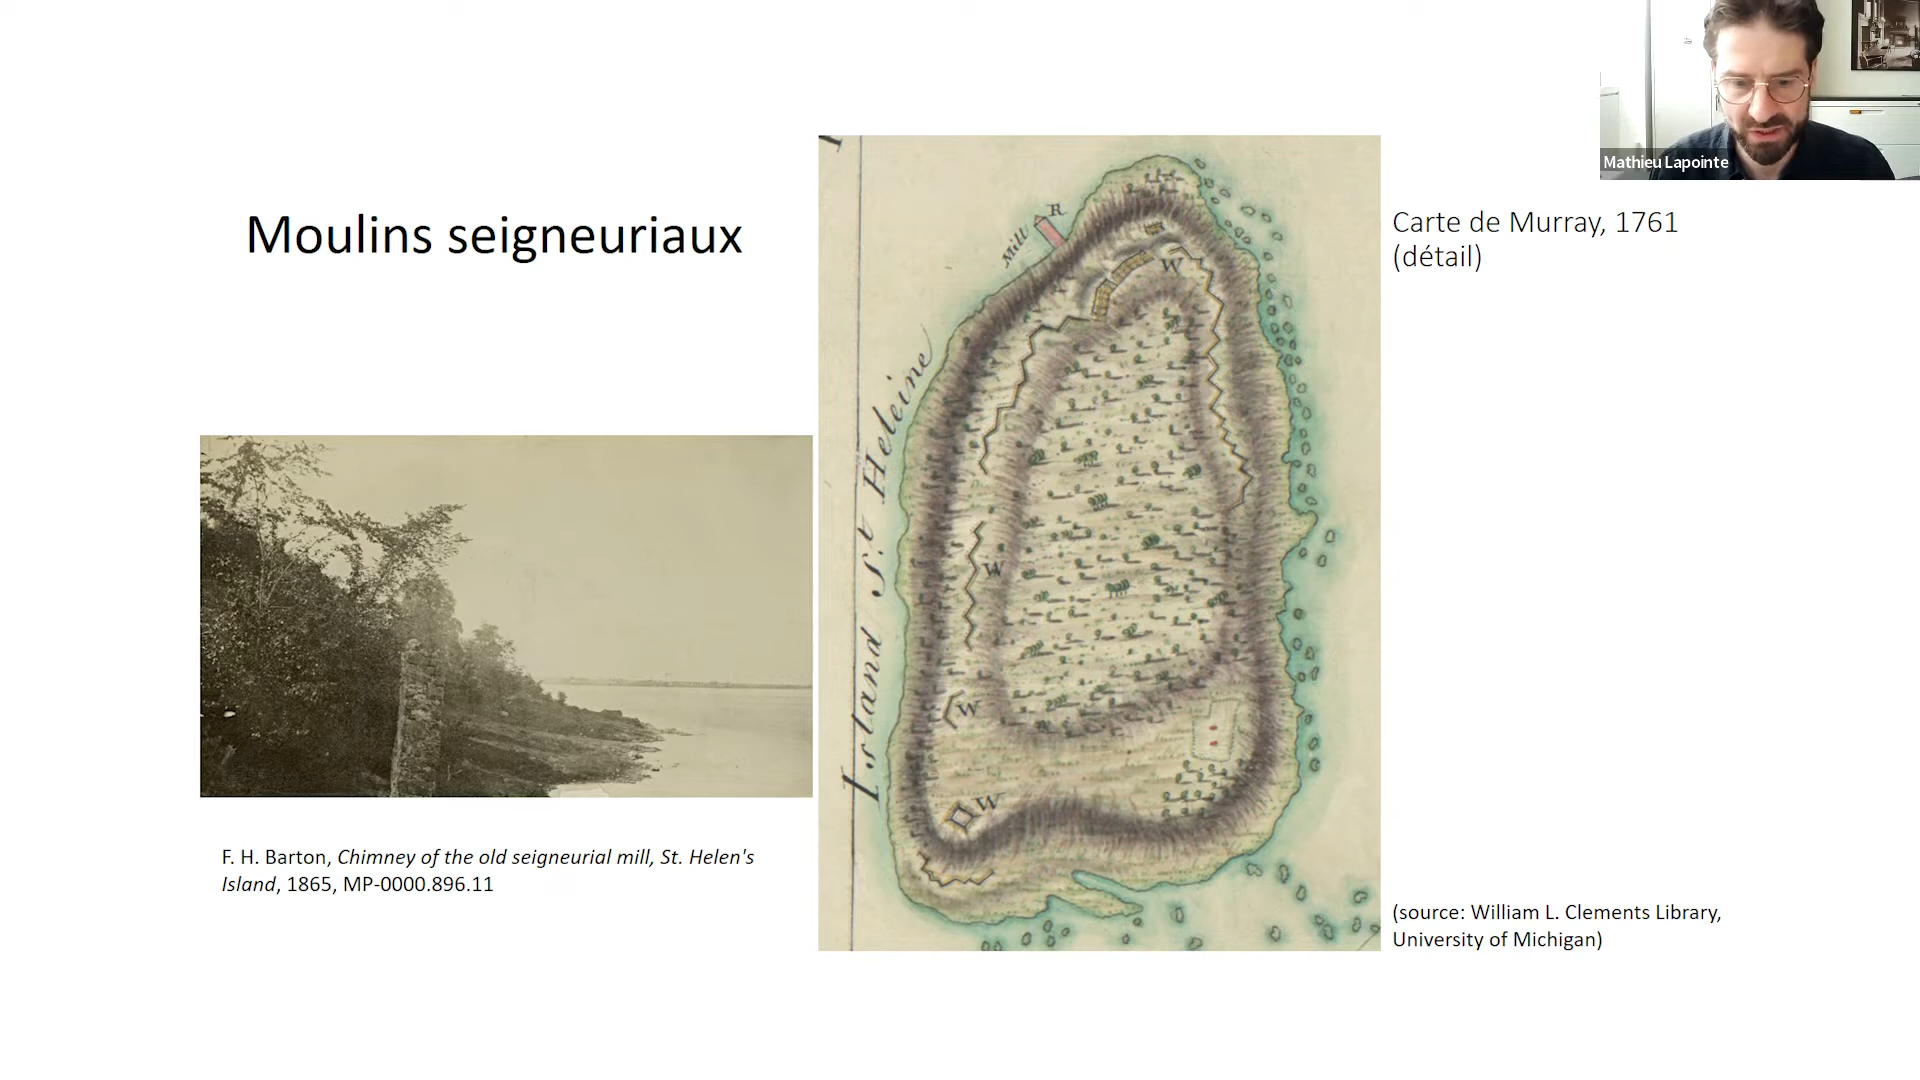 Mathieu Lapointe
Moulins seigneuriaux
Carte de Murray, 1761
(détail)
R
Mill
W
Island St Heleine
W
W
W
F. H. Barton, Chimney of the old seigneurial mill, St. Helen's
Island, 1865, MP-0000.896.11
(source: William L. Clements Library,
University of Michigan)